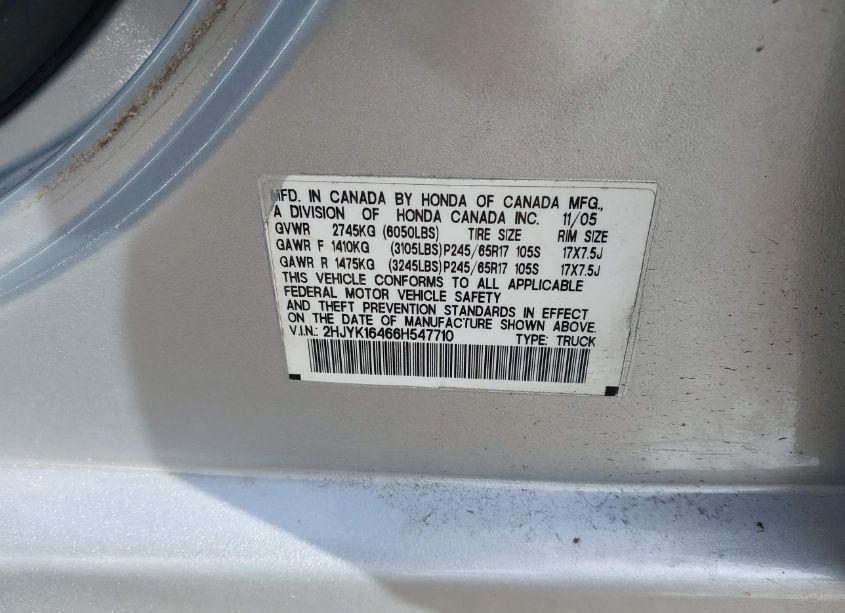 MFD. IN CANADA BY HONDA OF CANADA MFG.,
A DIVISION OF HONDA CANADA INC. 11/05
GVWR 2745KG (6050LBS) TIRE SIZE RIM SIZE
GAWR F 1410KG (3105LBS) P245/65R17 105S 17X7.5J
GAWR R 1475KG (3245LBS) P245/65R17 105S 17X7.5J
THIS VEHICLE CONFORMS TO ALL APPLICABLE
FEDERAL MOTOR VEHICLE SAFETY
AND THEFT PREVENTION STANDARDS IN EFFECT
ON THE DATE OF MANUFACTURE SHOWN ABOVE.
V.I.N.: 2HJYK16466H547710 TYPE: TRUCK